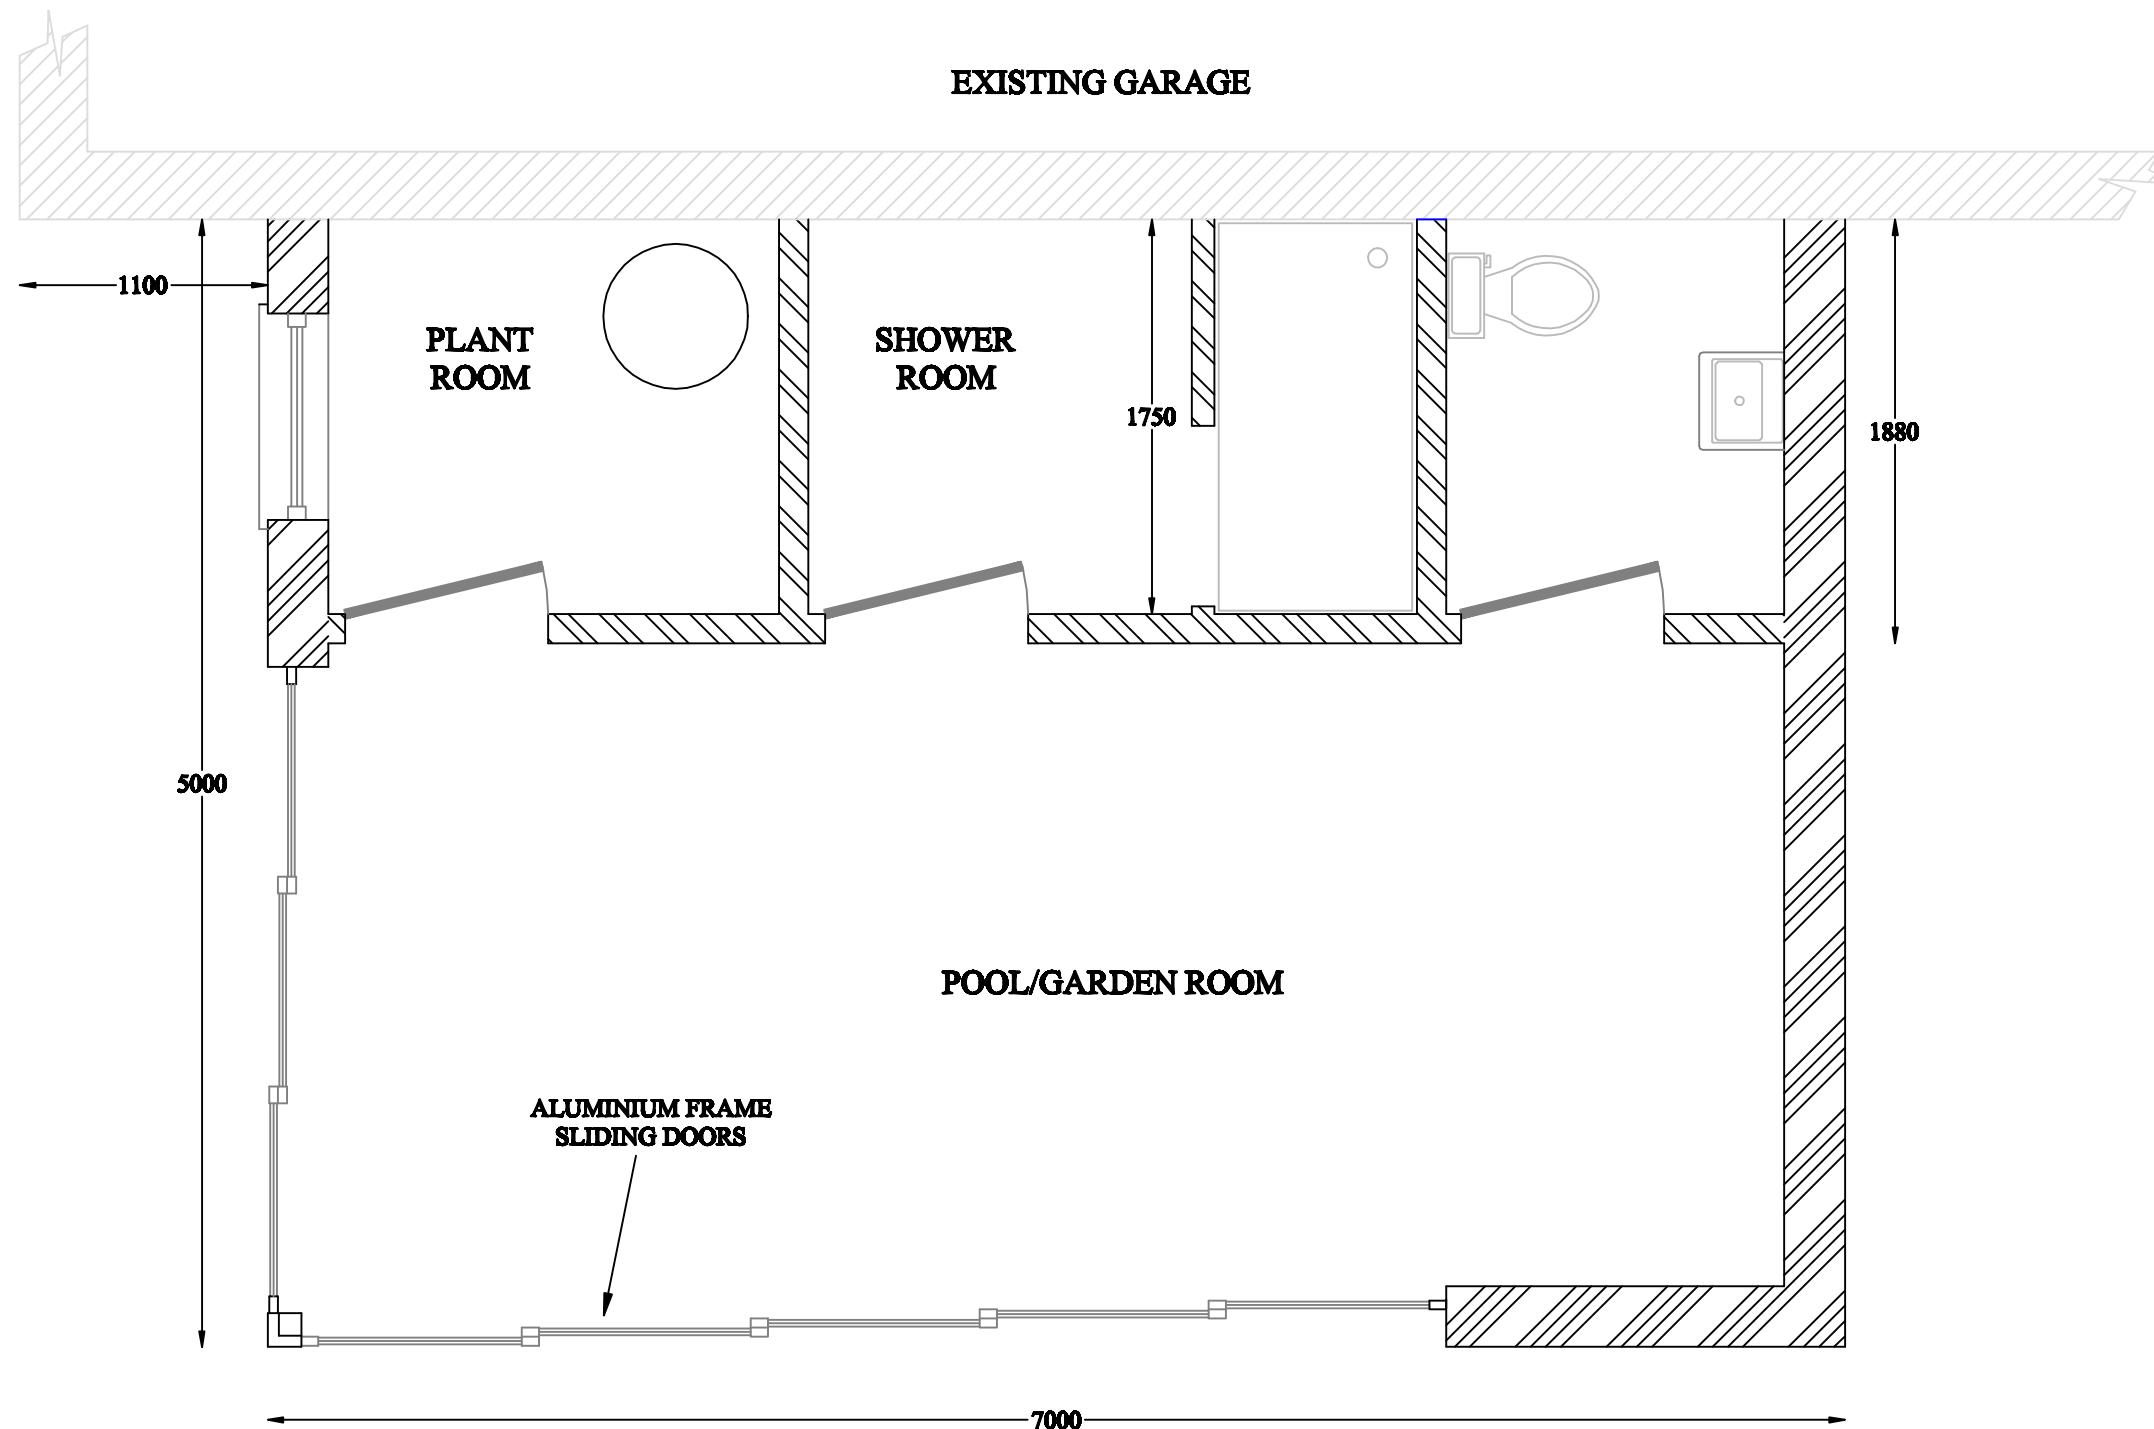 EXISTING GARAGE
1100
PLANT
ROOM
SHOWER
ROOM
1750
1880
5000
POOL/GARDEN ROOM
ALUMINIUM FRAME
SLIDING DOORS
7000